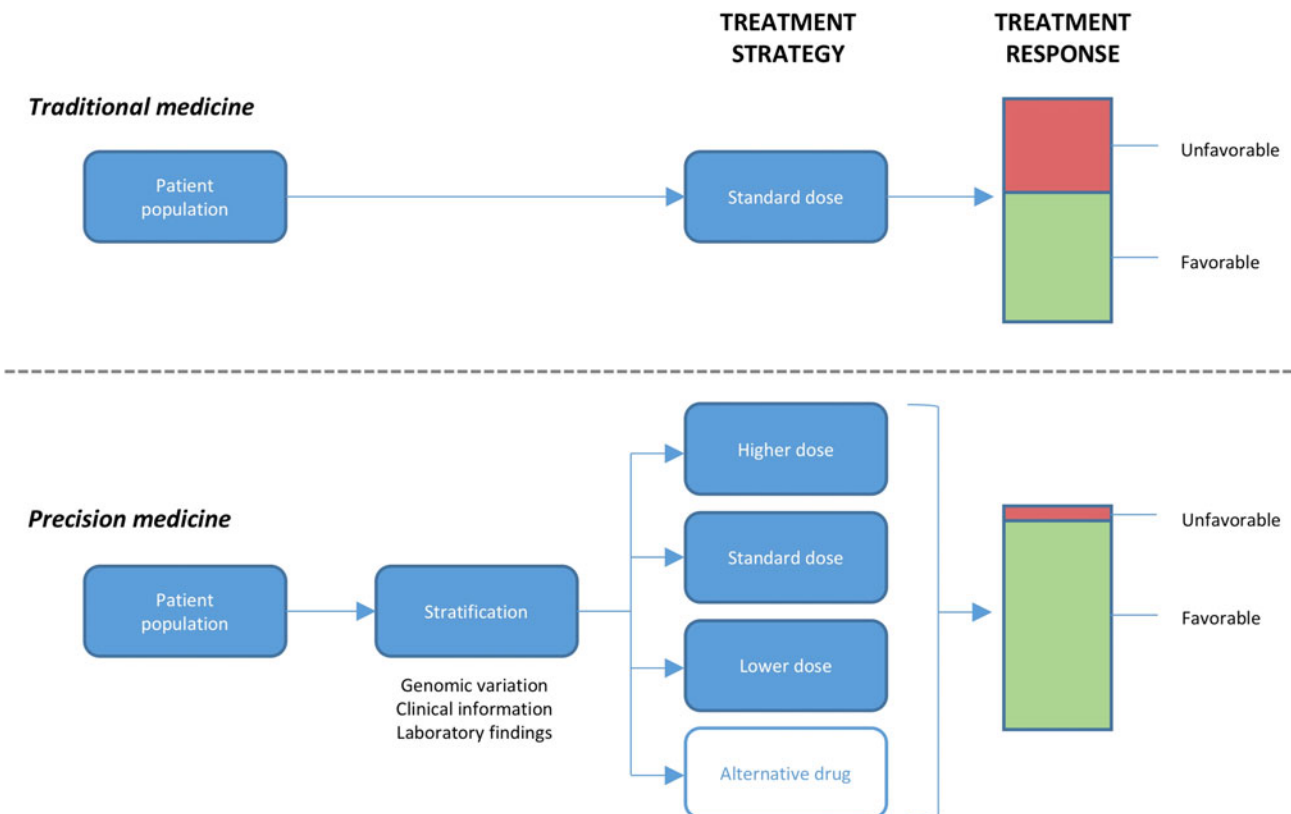 TREATMENT
STRATEGY
TREATMENT
RESPONSE
Traditional medicine
Patient
population
Standard dose
Unfavorable
Favorable
Higher dose
Precision medicine
Standard dose
Unfavorable
Patient
population
Stratification
Favorable
Lower dose
Genomic variation
Clinical information
Laboratory findings
Alternative drug